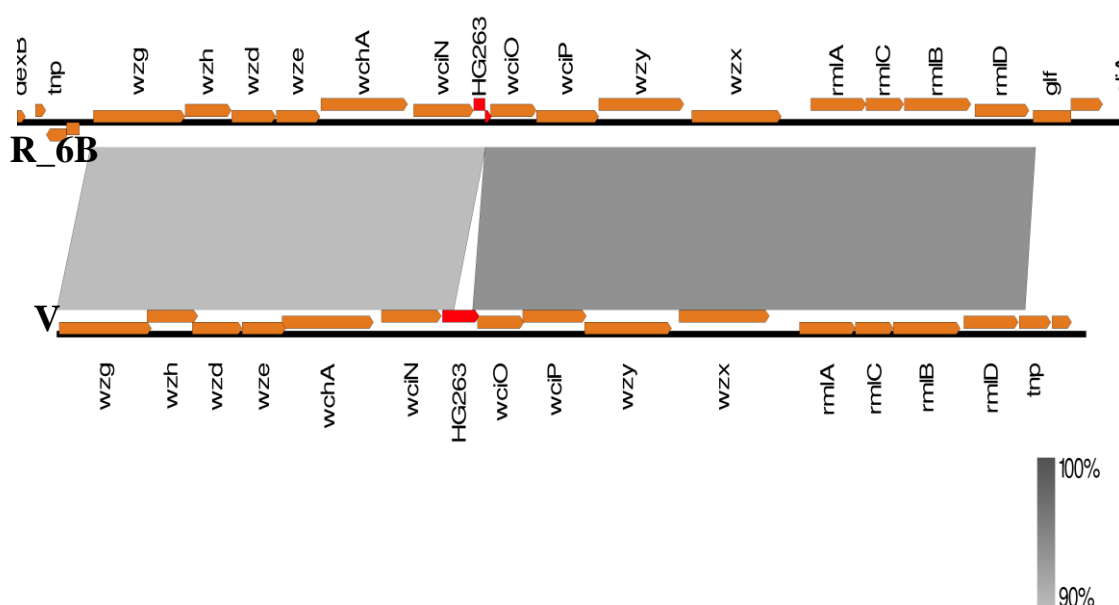 tnp wzg wzh wzd wze wchA wciN HG263 wciO wciP wzy wzx rmlA rmlC rmlB rmlD glf
R_6B
V
wzg wzh wzd wze wchA wciN HG263 wciO wciP wzy wzx rmlA rmlC rmlB rmlD tnp
100%
90%